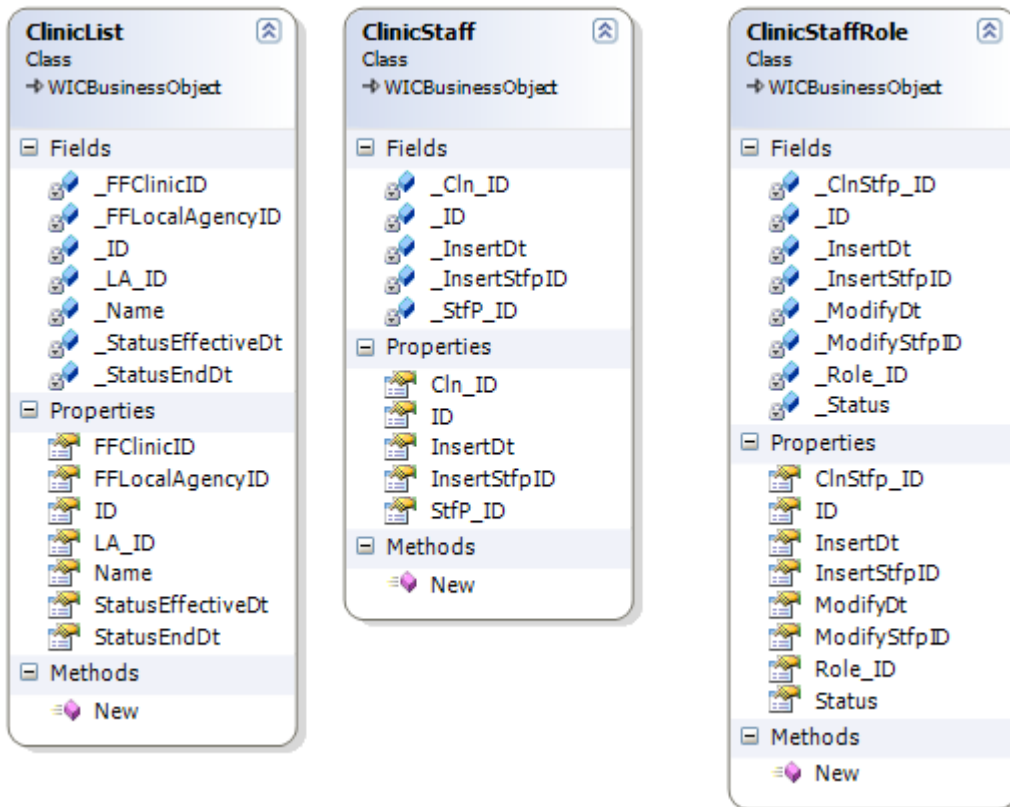 ClinicList
Class
WICBusinessObject
Fields
_FFClinicID
_FFLocalAgencyID
_ID
_LA_ID
_Name
_StatusEffectiveDt
_StatusEndDt
Properties
FFClinicID
FFLocalAgencyID
ID
LA_ID
Name
StatusEffectiveDt
StatusEndDt
Methods
New
ClinicStaff
Class
WICBusinessObject
Fields
_Cln_ID
_ID
_InsertDt
_InsertStfpID
_StfP_ID
Properties
Cln_ID
ID
InsertDt
InsertStfpID
StfP_ID
Methods
New
ClinicStaffRole
Class
WICBusinessObject
Fields
_ClnStfp_ID
_ID
_InsertDt
_InsertStfpID
_ModifyDt
_ModifyStfpID
_Role_ID
_Status
Properties
ClnStfp_ID
ID
InsertDt
InsertStfpID
ModifyDt
ModifyStfpID
Role_ID
Status
Methods
New